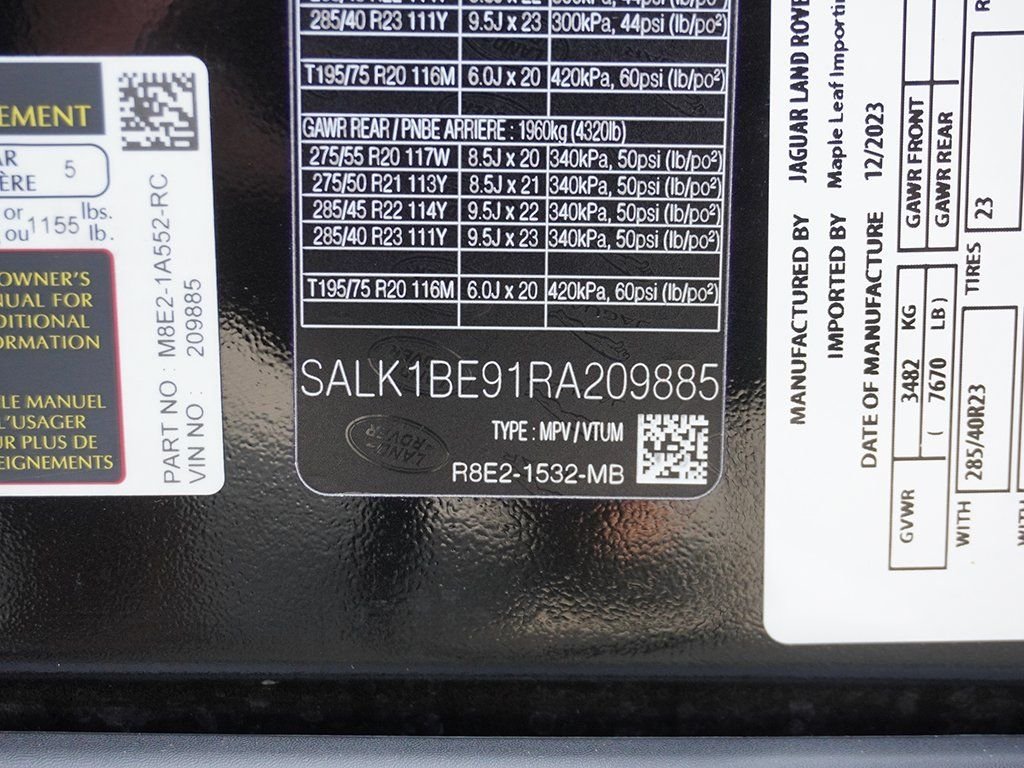 EMENT
AR
ÈRE 5
or 1155 lbs.
ou lb.
OWNER'S
NUAL FOR
DITIONAL
ORMATION
LE MANUEL
L'USAGER
R PLUS DE
EIGNEMENTS
PART NO : M8E2-1A552-RC
VIN NO : 209885
285/40 R23 111Y 9.5J x 23 300kPa, 44psi (lb/po²)
T195/75 R20 116M 6.0J x 20 420kPa, 60psi (lb/po²)
GAWR REAR / PNBE ARRIERE : 1960kg (4320lb)
275/55 R20 117W 8.5J x 20 340kPa, 50psi (lb/po²)
275/50 R21 113Y 8.5J x 21 340kPa, 50psi (lb/po²)
285/45 R22 114Y 9.5J x 22 340kPa, 50psi (lb/po²)
285/40 R23 111Y 9.5J x 23 340kPa, 50psi (lb/po²)
T195/75 R20 116M 6.0J x 20 420kPa, 60psi (lb/po²)
SALK1BE91RA209885
TYPE : MPV / VTUM
LAND ROVER
R8E2-1532-MB
MANUFACTURED BY JAGUAR LAND ROVE
IMPORTED BY Maple Leaf Importin
DATE OF MANUFACTURE 12/2023
GVWR 3482 KG GAWR FRONT
( 7670 LB ) GAWR REAR
WITH 285/40R23 TIRES 23 R